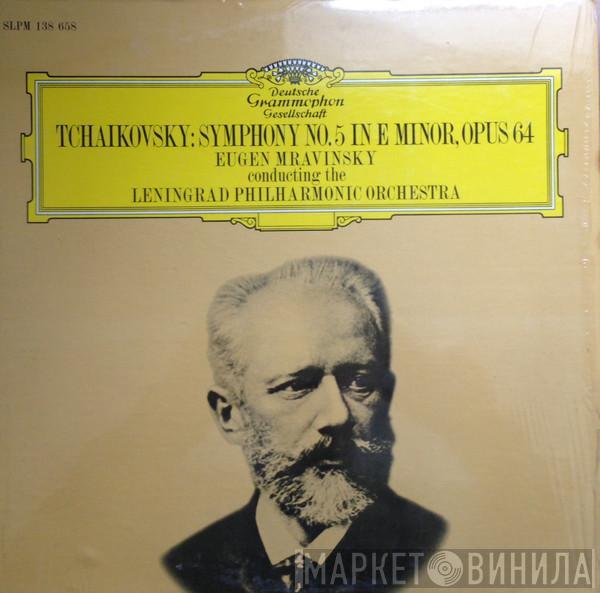 SLPM 138 658
Deutsche
Grammophon
Gesellschaft
TCHAIKOVSKY: SYMPHONY NO. 5 IN E MINOR, OPUS 64
EUGEN MRAVINSKY
conducting the
LENINGRAD PHILHARMONIC ORCHESTRA
МАРКЕТ ВИНИЛА